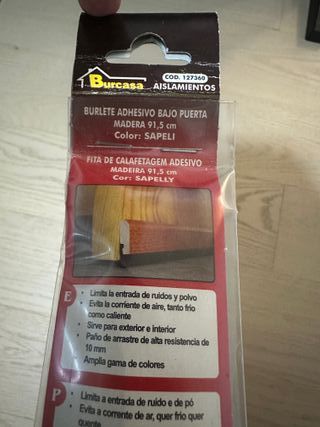 Burcasa
COD. 127360
AISLAMIENTOS
BURLETE ADHESIVO BAJO PUERTA
MADERA 91,5 cm
Color: SAPELI
FITA DE CALAFETAGEM ADESIVO
MADEIRA 91,5 cm
Cor: SAPELLY
E
• Limita la entrada de ruidos y polvo
• Evita la corriente de aire, tanto frio
como caliente
• Sirve para exterior e interior
• Paño de arrastre de alta resistencia de
10 mm
Amplia gama de colores
P
• Limita a entrada de ruido e de pó
• Evita a corrente de ar, quer frio quer
quente